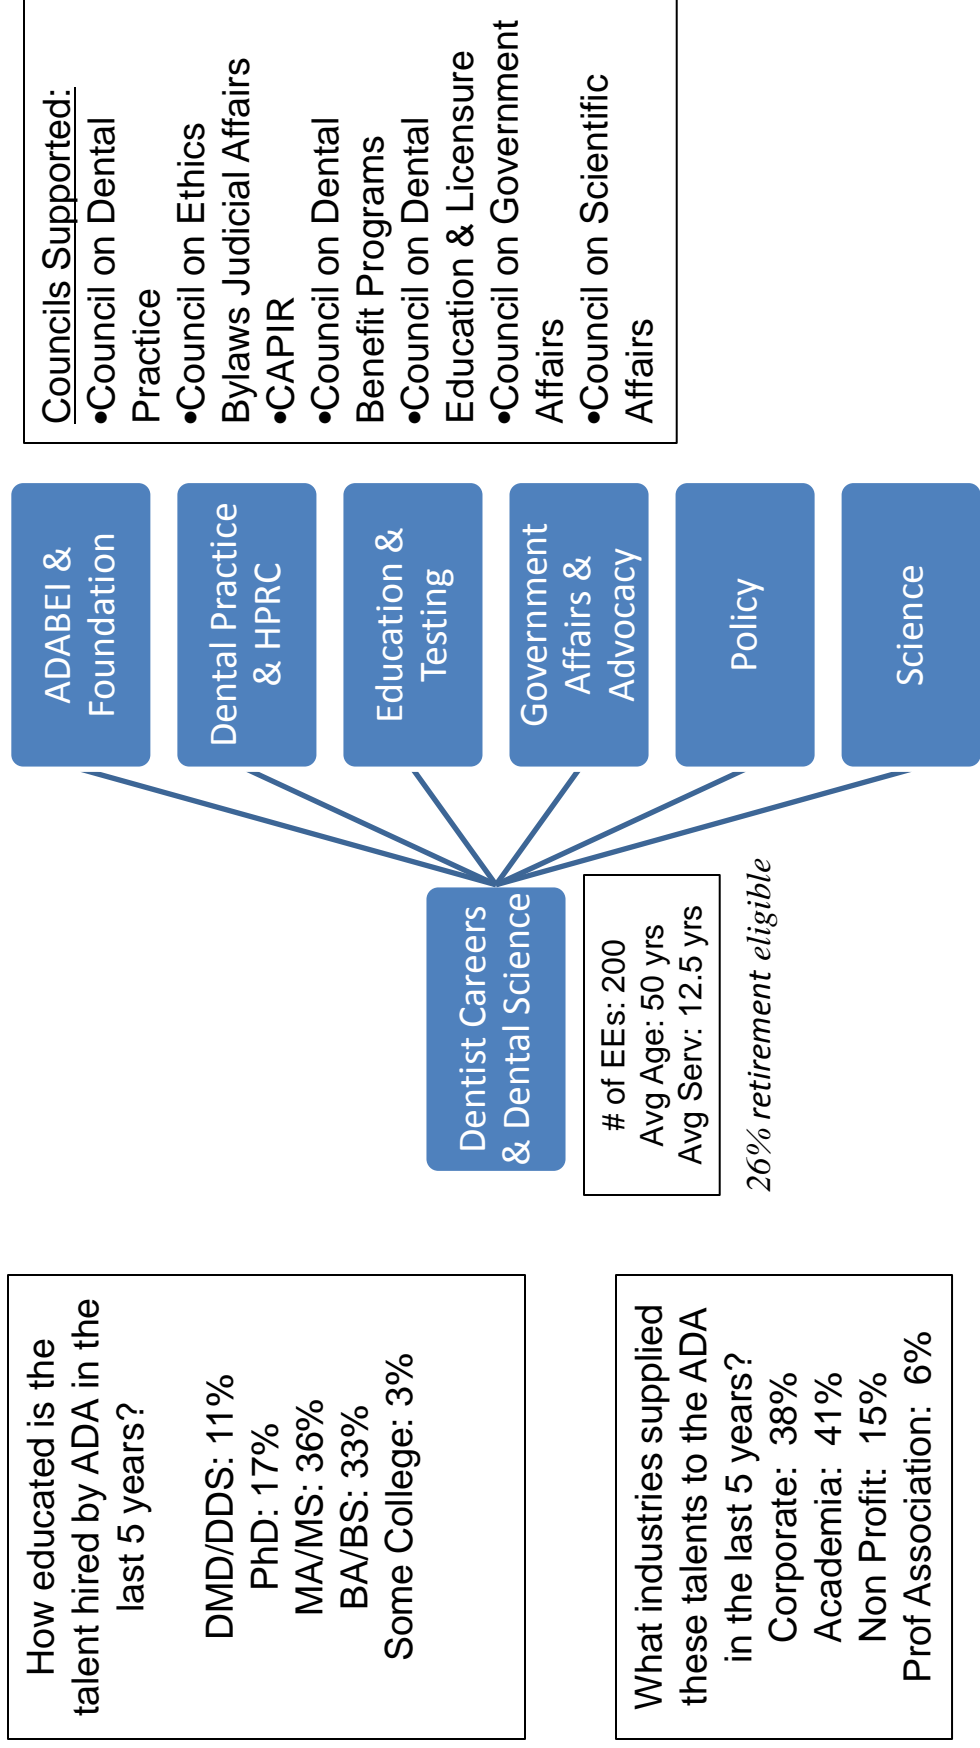 How educated is the
talent hired by ADA in the
last 5 years?
DMD/DDS: 11%
PhD: 17%
MA/MS: 36%
BA/BS: 33%
Some College: 3%
What industries supplied
these talents to the ADA
in the last 5 years?
Corporate: 38%
Academia: 41%
Non Profit: 15%
Prof Association: 6%
Dentist Careers
& Dental Science
# of EEs: 200
Avg Age: 50 yrs
Avg Serv: 12.5 yrs
26% retirement eligible
ADABEI &
Foundation
Dental Practice
& HPRC
Education &
Testing
Government
Affairs &
Advocacy
Policy
Science
Councils Supported:
•Council on Dental
Practice
•Council on Ethics
Bylaws Judicial Affairs
•CAPIR
•Council on Dental
Benefit Programs
•Council on Dental
Education & Licensure
•Council on Government
Affairs
•Council on Scientific
Affairs